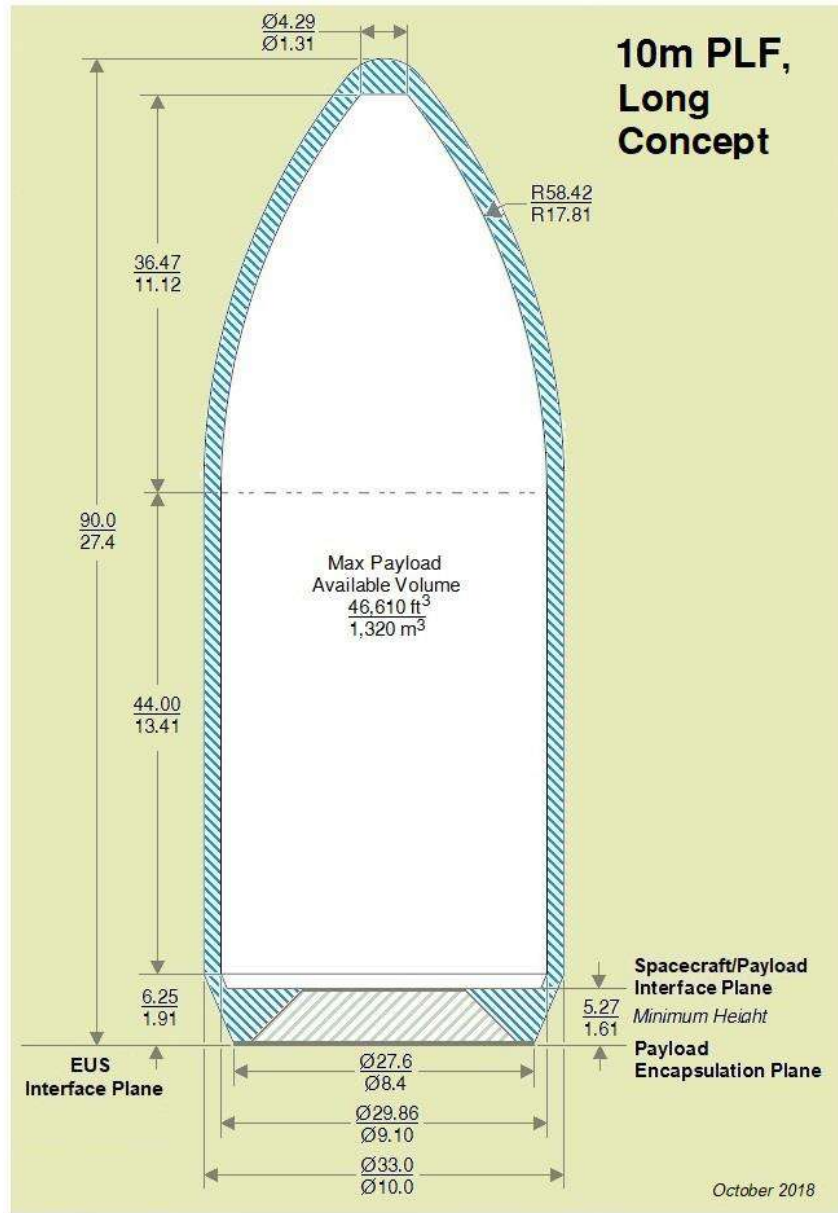 Ø4.29
Ø1.31
10m PLF,
Long
Concept
R58.42
R17.81
36.47
11.12
90.0
27.4
Max Payload
Available Volume
46,610 ft³
1,320 m³
44.00
13.41
Spacecraft/Payload
Interface Plane
6.25
1.91
5.27
1.61
Minimum Height
Payload
Encapsulation Plane
EUS
Interface Plane
Ø27.6
Ø8.4
Ø29.86
Ø9.10
Ø33.0
Ø10.0
October 2018